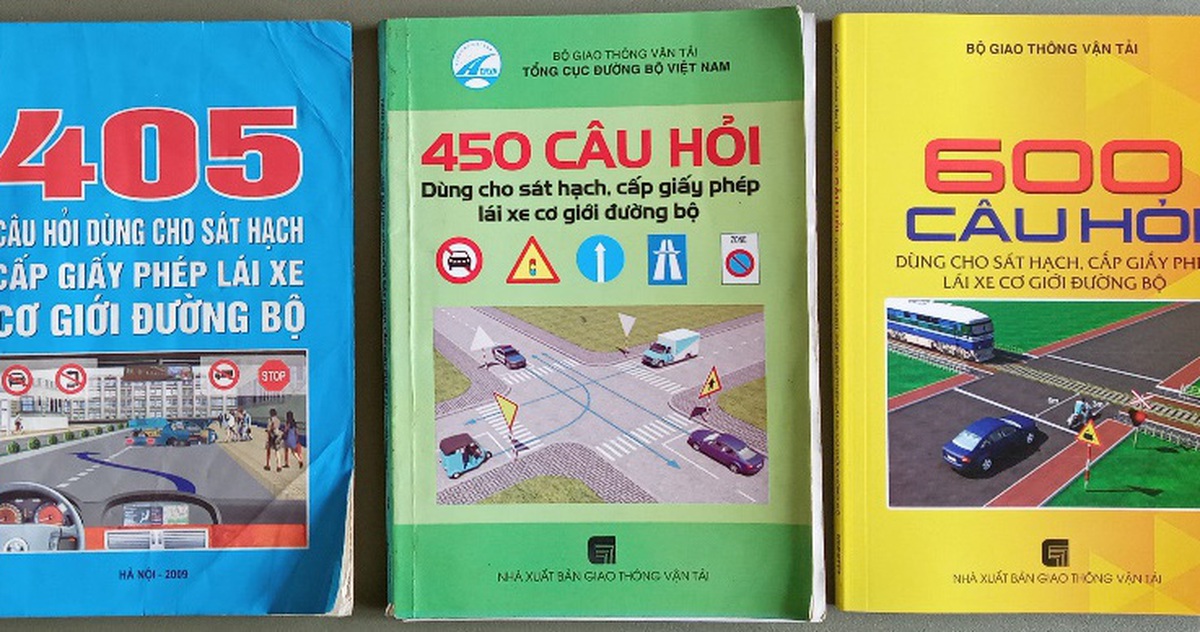 405
CÂU HỎI DÙNG CHO SÁT HẠCH
CẤP GIẤY PHÉP LÁI XE
CƠ GIỚI ĐƯỜNG BỘ
STOP
HÀ NỘI - 2009
BỘ GIAO THÔNG VẬN TẢI
TỔNG CỤC ĐƯỜNG BỘ VIỆT NAM
450 CÂU HỎI
Dùng cho sát hạch, cấp giấy phép
lái xe cơ giới đường bộ
ZONE
NHÀ XUẤT BẢN GIAO THÔNG VẬN TẢI
BỘ GIAO THÔNG VẬN TẢI
600
CÂU HỎI
DÙNG CHO SÁT HẠCH, CẤP GIẤY PHÉ
LÁI XE CƠ GIỚI ĐƯỜNG BỘ
NHÀ XUẤT BẢN GIAO THÔNG VẬN TẢI